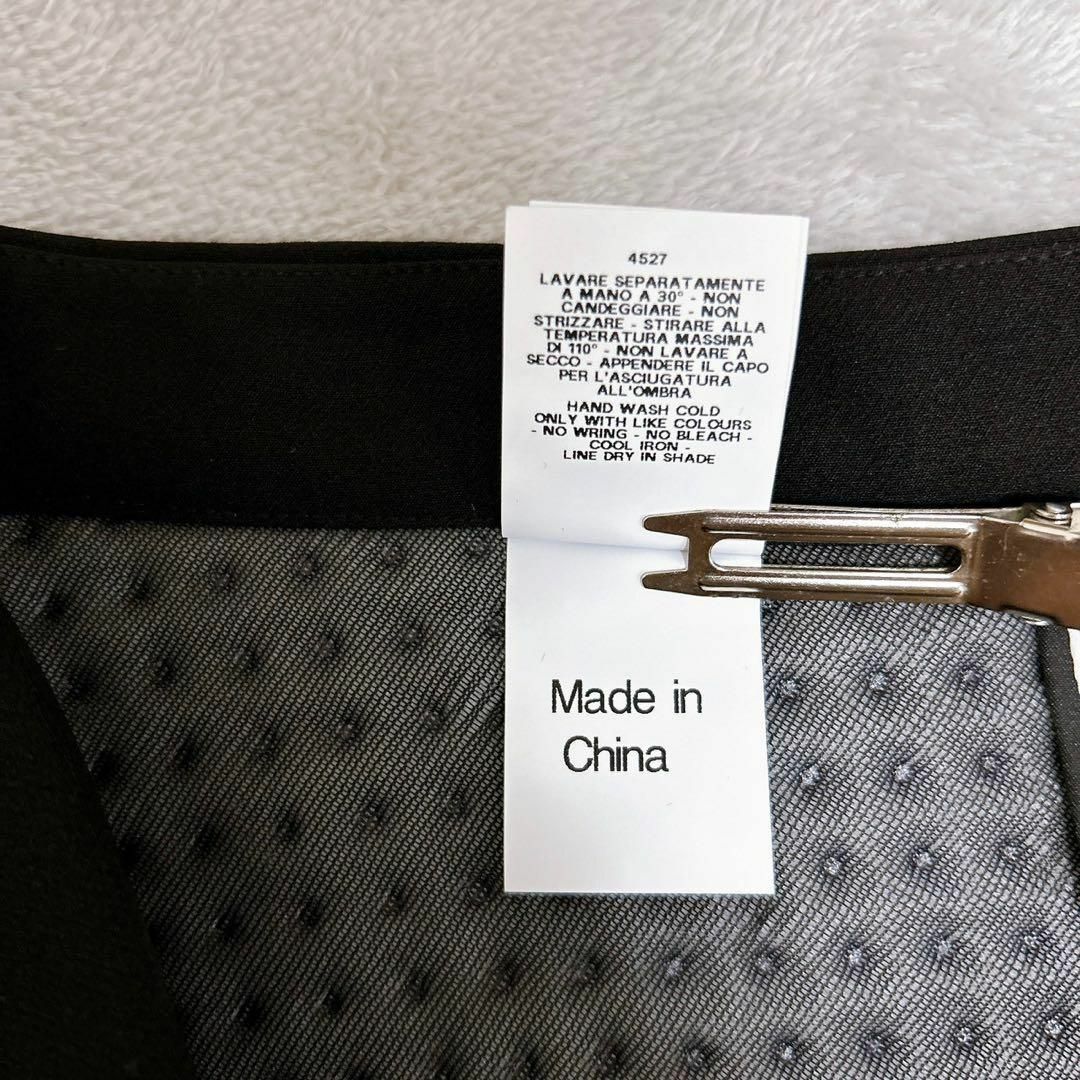 4527
LAVARE SEPARATAMENTE
A MANO A 30° - NON
CANDEGGIARE - NON
STRIZZARE - STIRARE ALLA
TEMPERATURA MASSIMA
DI 110° - NON LAVARE A
SECCO - APPENDERE IL CAPO
PER L'ASCIUGATURA
ALL'OMBRA
HAND WASH COLD
ONLY WITH LIKE COLOURS
- NO WRING - NO BLEACH -
COOL IRON -
LINE DRY IN SHADE
Made in
China